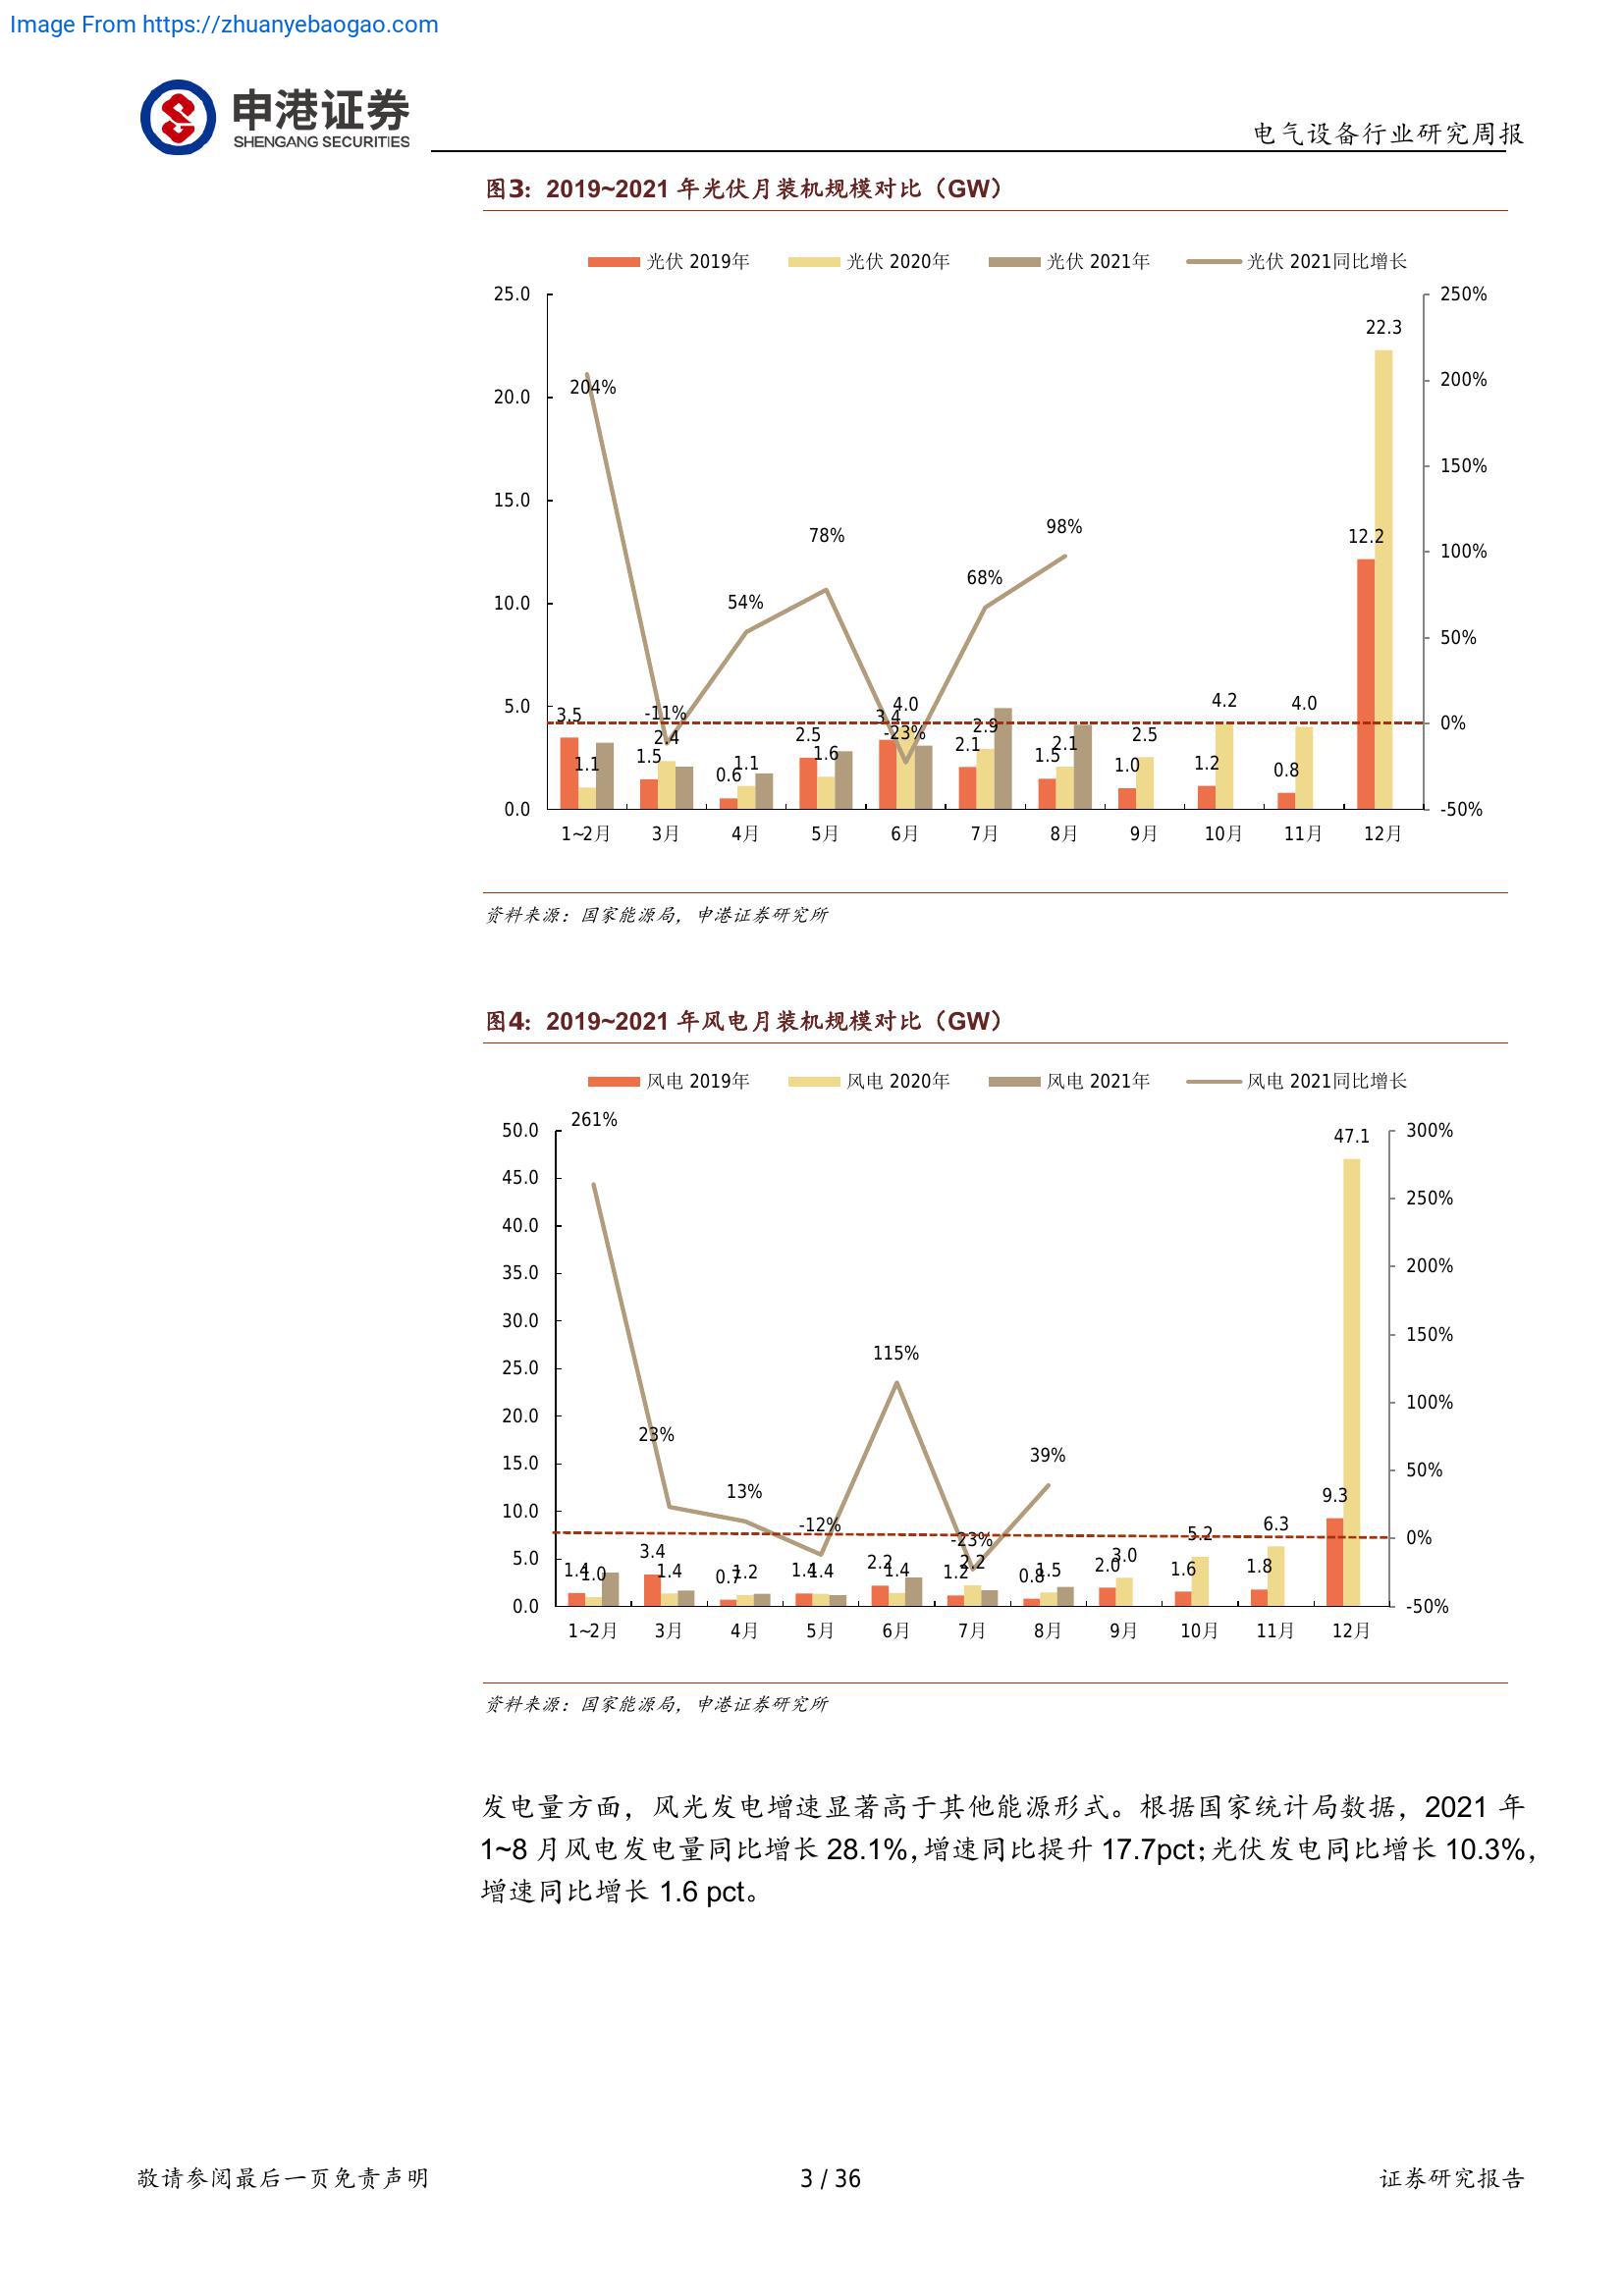 Image From https://zhuanyebaogao.com
申港证券
SHENGANG SECURITIES
电气设备行业研究周报
图3：2019~2021 年光伏月装机规模对比（GW）
光伏 2019年 光伏 2020年 光伏 2021年 光伏 2021同比增长
25.0 250%
22.3
204% 20.0 200%
15.0 150%
78% 98% 12.2 100%
68%
10.0 54%
50%
5.0 3.5 -11% 3.4 4.0 4.2 4.0 0%
2.4 2.5 -23% 2.9 2.1 2.1 2.5
1.1 1.5 0.6 1.1 1.6 1.5 1.0 1.2 0.8
0.0 -50%
1~2月 3月 4月 5月 6月 7月 8月 9月 10月 11月 12月
资料来源：国家能源局，申港证券研究所
图4：2019~2021 年风电月装机规模对比（GW）
风电 2019年 风电 2020年 风电 2021年 风电 2021同比增长
261%
50.0 47.1 300%
45.0 250%
40.0
35.0 200%
30.0 150%
25.0 115%
20.0 100%
23%
15.0 39% 50%
13% 9.3
10.0
-12% -23% 5.2 6.3 0%
5.0 3.4 2.2 2.2 3.0
1.4 1.0 1.4 0.7 1.2 1.4 1.4 1.4 1.2 0.8 1.5 2.0 1.6 1.8
0.0 -50%
1~2月 3月 4月 5月 6月 7月 8月 9月 10月 11月 12月
资料来源：国家能源局，申港证券研究所
发电量方面，风光发电增速显著高于其他能源形式。根据国家统计局数据，2021 年
1~8 月风电发电量同比增长 28.1%，增速同比提升 17.7pct；光伏发电同比增长 10.3%，
增速同比增长 1.6 pct。
敬请参阅最后一页免责声明
3 / 36
证券研究报告